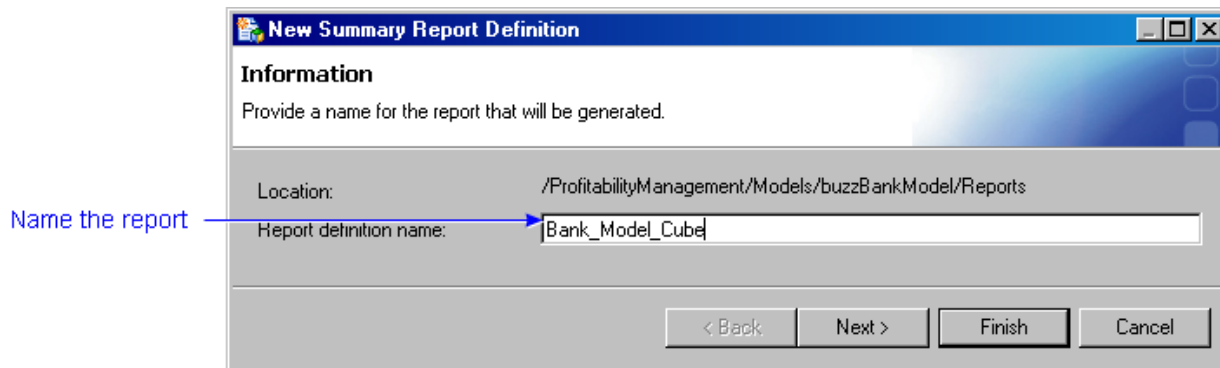 New Summary Report Definition
Information
Provide a name for the report that will be generated.
Location: /ProfitabilityManagement/Models/buzzBankModel/Reports
Name the report
Report definition name: Bank_Model_Cube
< Back Next > Finish Cancel